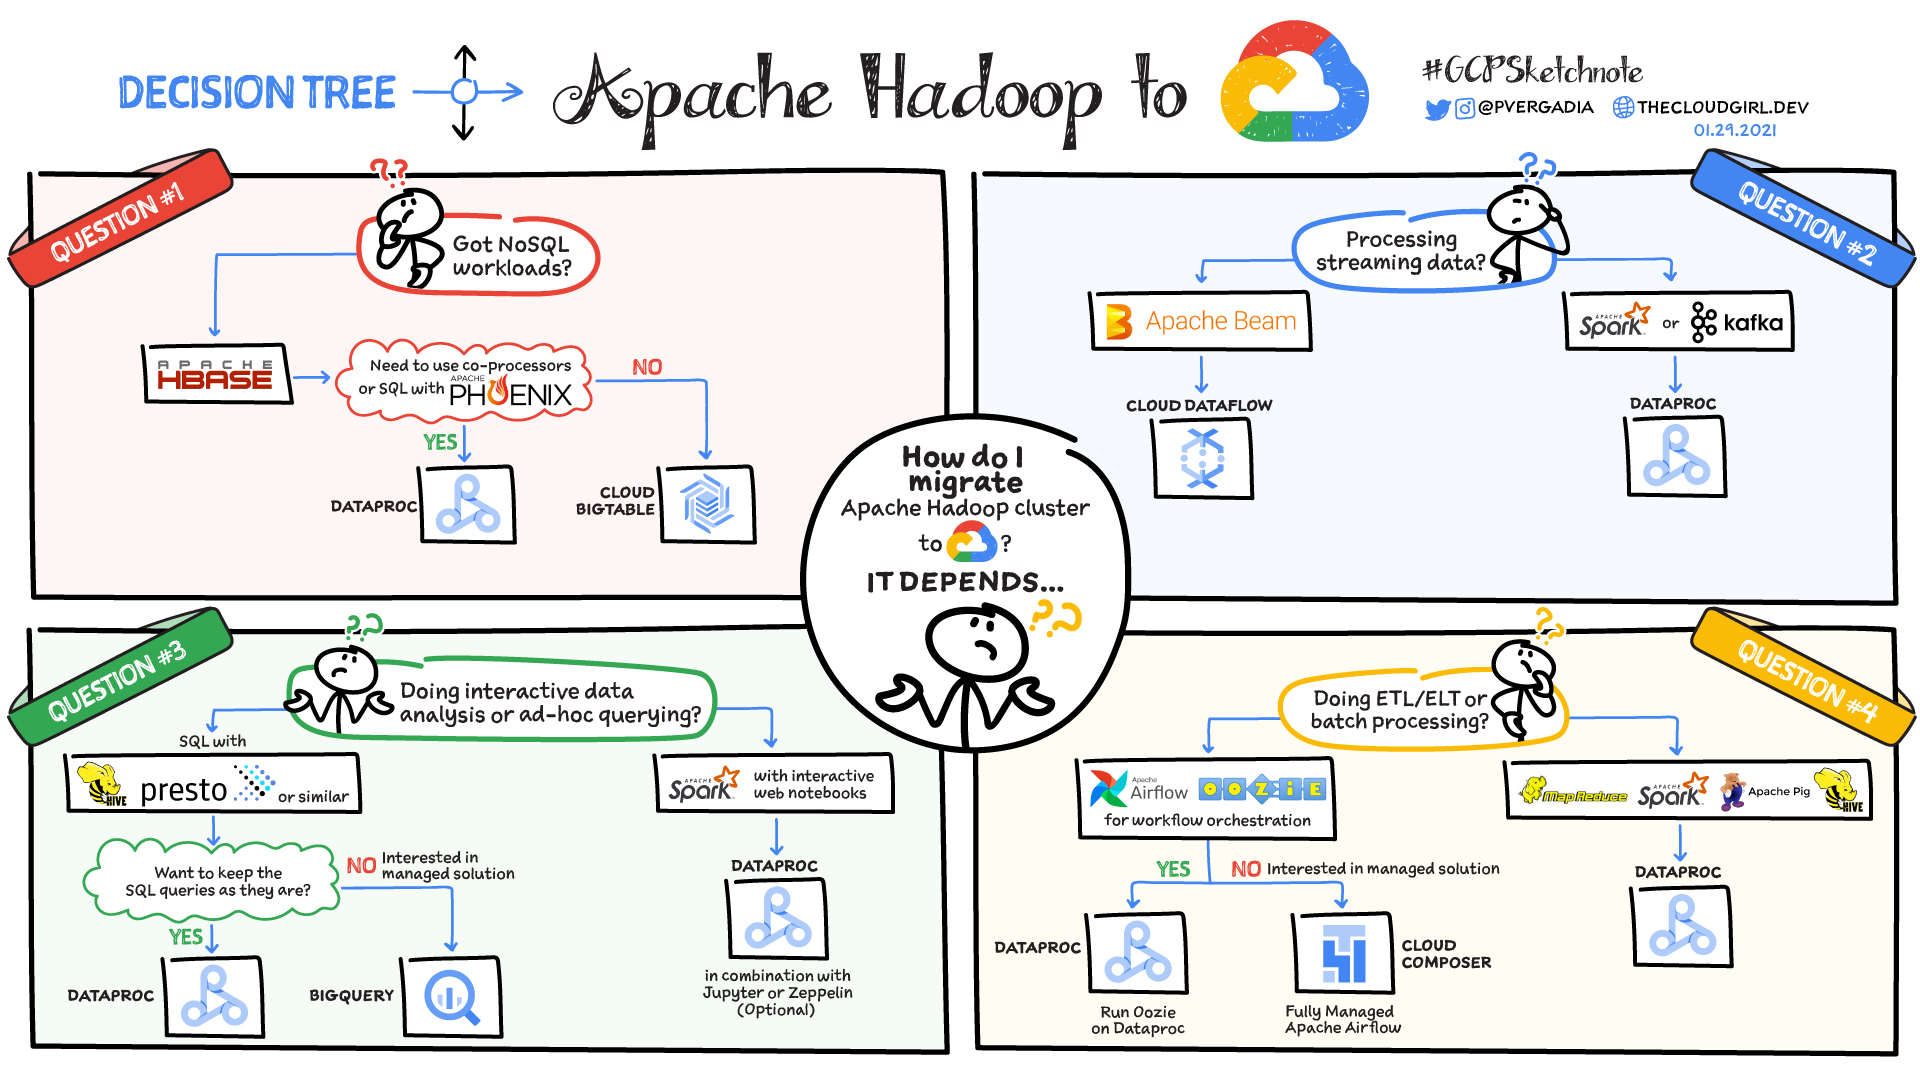 DECISION TREE
Apache Hadoop to
#GCPSketchnote
@PVERGADIA THECLOUDGIRL.DEV
01.29.2021
QUESTION #1
??
Got NoSQL
workloads?
APACHE
HBASE
Need to use co-processors
or SQL with APACHE PHOENIX
NO
YES
DATAPROC
CLOUD
BIGTABLE
QUESTION #2
??
Processing
streaming data?
Apache Beam
CLOUD DATAFLOW
APACHE Spark or kafka
DATAPROC
How do I
migrate
Apache Hadoop cluster
to ?
IT DEPENDS...
??
QUESTION #3
??
Doing interactive data
analysis or ad-hoc querying?
SQL with
HIVE presto or similar
Want to keep the
SQL queries as they are?
NO Interested in
managed solution
YES
DATAPROC
BIGQUERY
APACHE Spark with interactive
web notebooks
DATAPROC
in combination with
Jupyter or Zeppelin
(Optional)
QUESTION #4
??
Doing ETL/ELT or
batch processing?
Apache Airflow OOZIE
for workflow orchestration
YES
NO Interested in managed solution
DATAPROC
Run Oozie
on Dataproc
CLOUD
COMPOSER
Fully Managed
Apache Airflow
Map Reduce APACHE Spark Apache Pig HIVE
DATAPROC